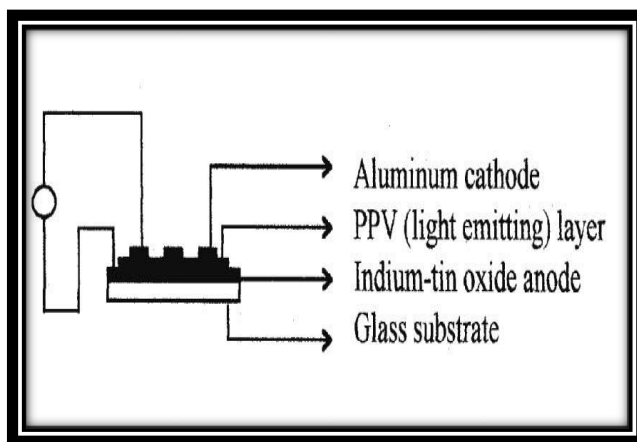 Aluminum cathode
PPV (light emitting) layer
Indium-tin oxide anode
Glass substrate